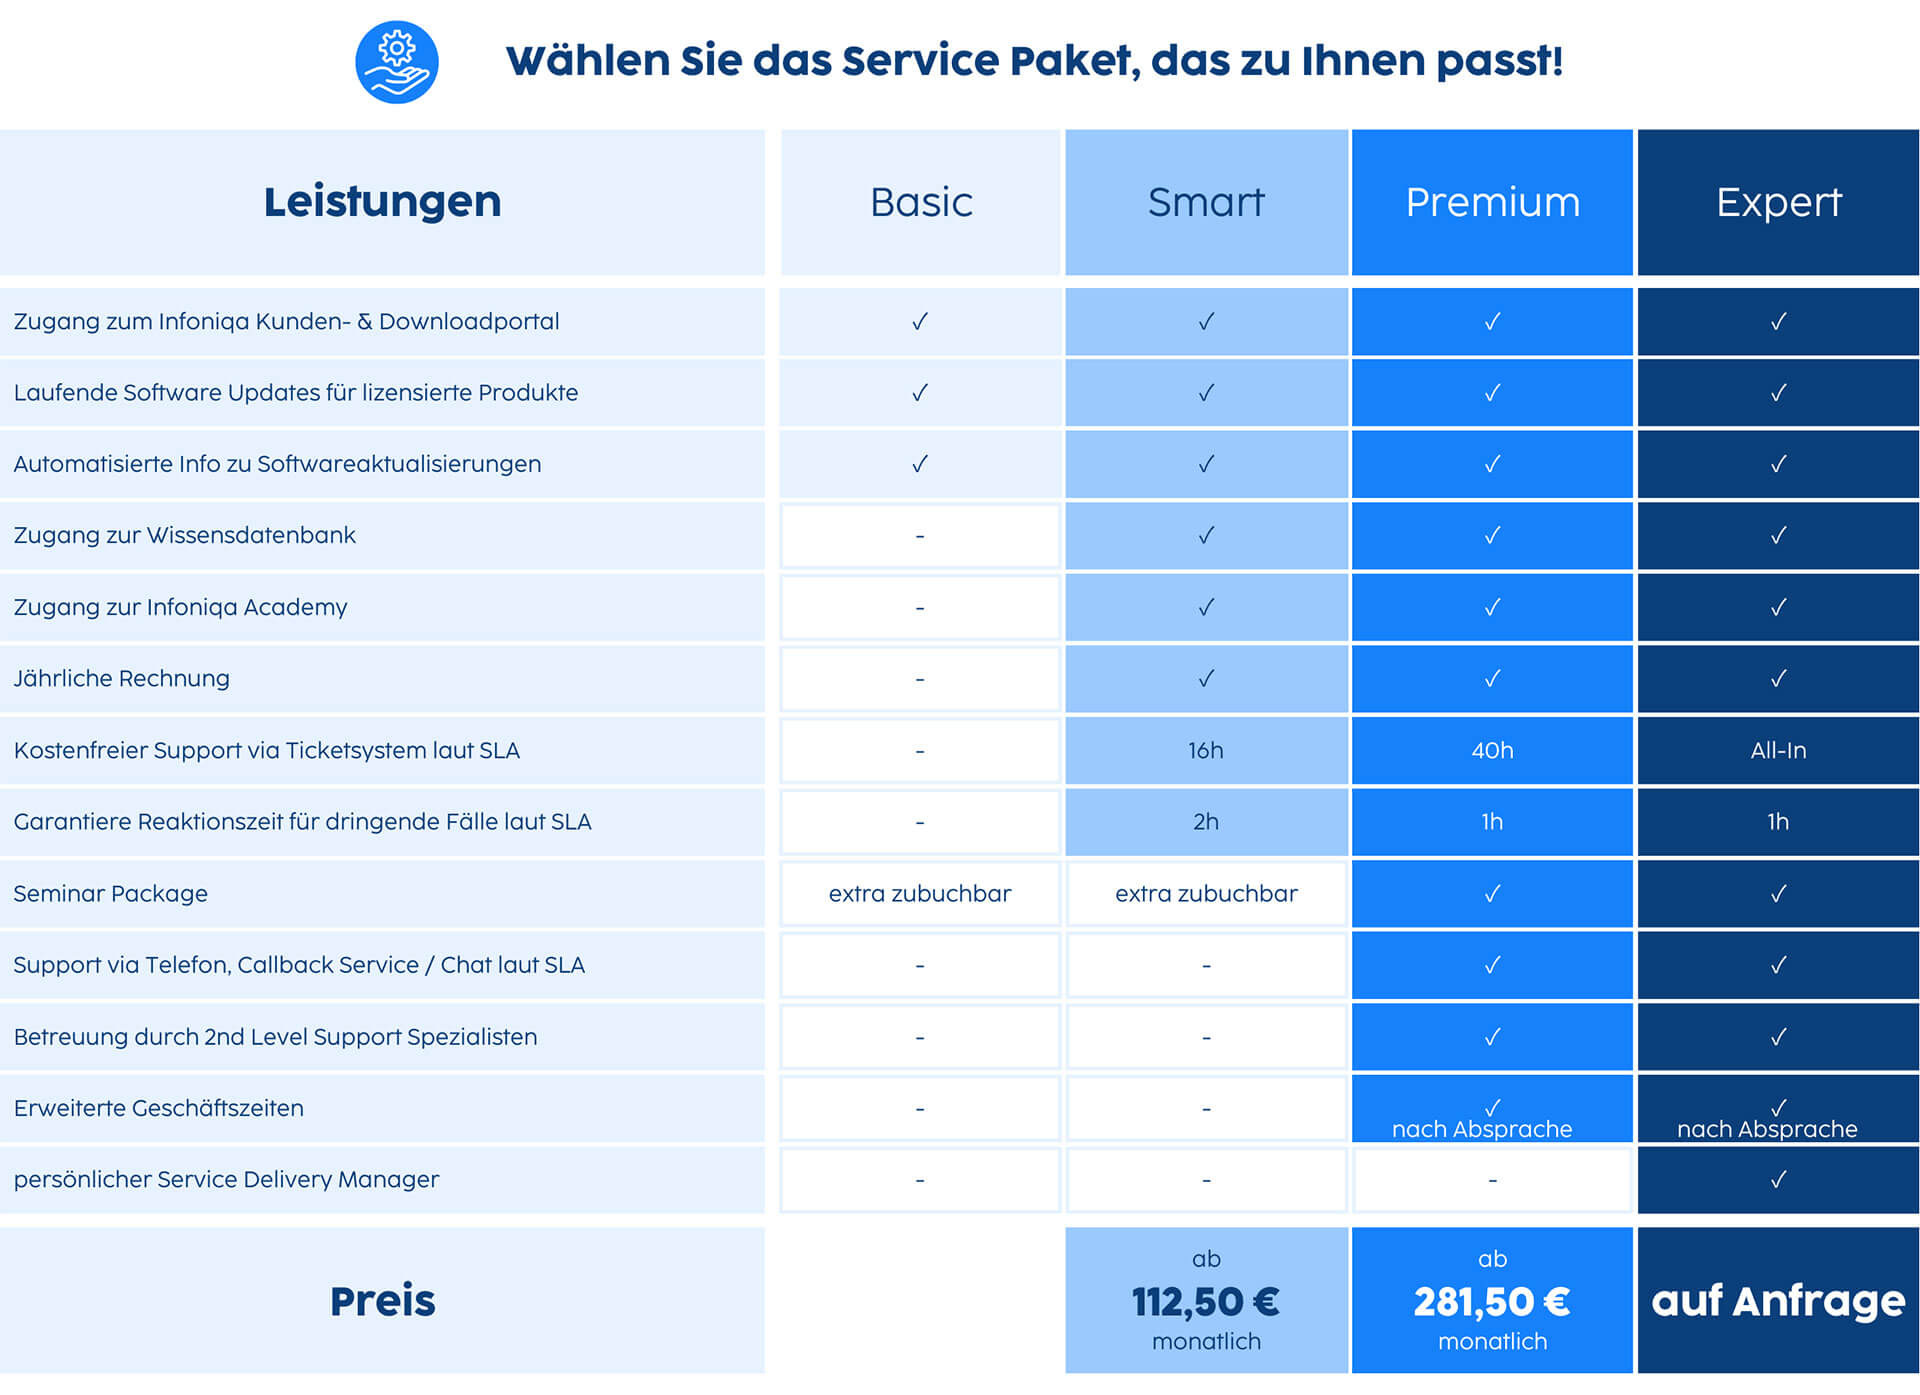 Wählen Sie das Service Paket, das zu Ihnen passt!
Leistungen Basic Smart Premium Expert
Zugang zum Infoniqa Kunden- & Downloadportal ✓ ✓ ✓ ✓
Laufende Software Updates für lizensierte Produkte ✓ ✓ ✓ ✓
Automatisierte Info zu Softwareaktualisierungen ✓ ✓ ✓ ✓
Zugang zur Wissensdatenbank - ✓ ✓ ✓
Zugang zur Infoniqa Academy - ✓ ✓ ✓
Jährliche Rechnung - ✓ ✓ ✓
Kostenfreier Support via Ticketsystem laut SLA - 16h 40h All-In
Garantiere Reaktionszeit für dringende Fälle laut SLA - 2h 1h 1h
Seminar Package extra zubuchbar extra zubuchbar ✓ ✓
Support via Telefon, Callback Service / Chat laut SLA - - ✓ ✓
Betreuung durch 2nd Level Support Spezialisten - - ✓ ✓
Erweiterte Geschäftszeiten - - ✓ ✓
nach Absprache nach Absprache
persönlicher Service Delivery Manager - - - ✓
ab ab
Preis 112,50 € 281,50 € auf Anfrage
monatlich monatlich